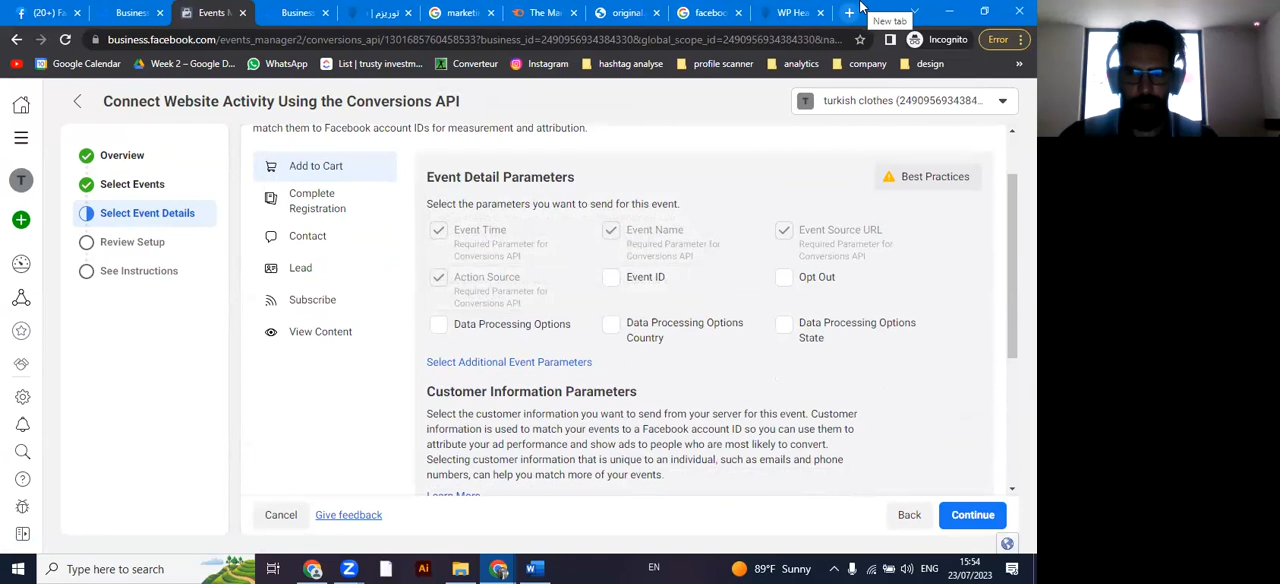 (20+) Fa
Business
Events M
Business
توریزم | ن
marketin
The Ma
original
faceboo
WP Hea
New tab
business.facebook.com/events_manager2/conversions_api/1301685760458533?business_id=249095693438433​0&global_scope_id=2490956934384330&na...
Incognito
Error
Google Calendar
Week 2 – Google D...
WhatsApp
List | trusty investm...
Converteur
Instagram
hashtag analyse
profile scanner
analytics
company
design
»
Connect Website Activity Using the Conversions API
T turkish clothes (2490956934384...
match them to Facebook account IDs for measurement and attribution.
Overview
Select Events
Select Event Details
Review Setup
See Instructions
T
Add to Cart
Complete
Registration
Contact
Lead
Subscribe
View Content
Event Detail Parameters
Best Practices
Select the parameters you want to send for this event.
Event Time
Required Parameter for
Conversions API
Event Name
Required Parameter for
Conversions API
Event Source URL
Required Parameter for
Conversions API
Action Source
Required Parameter for
Conversions API
Event ID
Opt Out
Data Processing Options
Data Processing Options
Country
Data Processing Options
State
Select Additional Event Parameters
Customer Information Parameters
Select the customer information you want to send from your server for this event. Customer
information is used to match your events to a Facebook account ID so you can use them to
attribute your ad performance and show ads to people who are most likely to convert.
Selecting customer information that is unique to an individual, such as emails and phone
numbers, can help you match more of your events.
Learn More
Cancel
Give feedback
Back
Continue
Type here to search
EN
89°F Sunny
ENG
15:54
23/07/2023